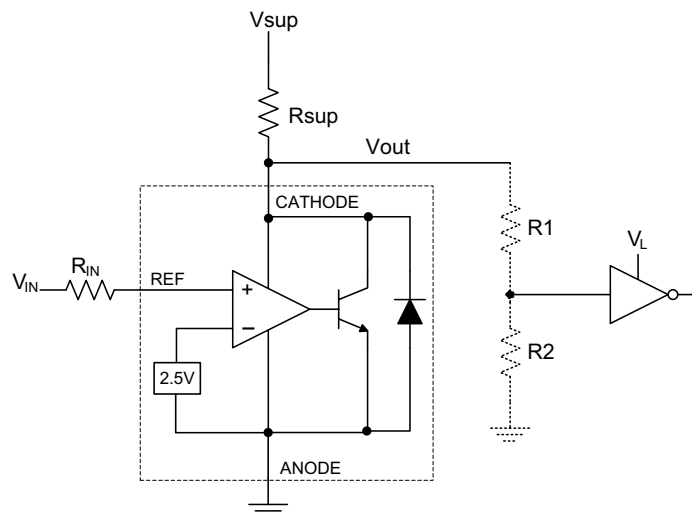 Vsup
Rsup
Vout
CATHODE
R1
RIN
VIN
REF
VL
+
–
R2
2.5V
ANODE